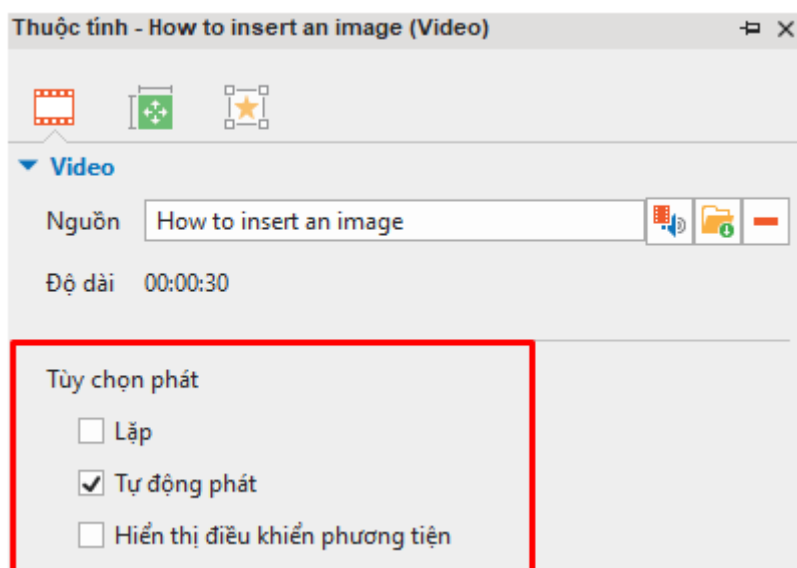 Thuộc tính - How to insert an image (Video)
Video
Nguồn How to insert an image
Độ dài 00:00:30
Tùy chọn phát
Lặp
Tự động phát
Hiển thị điều khiển phương tiện